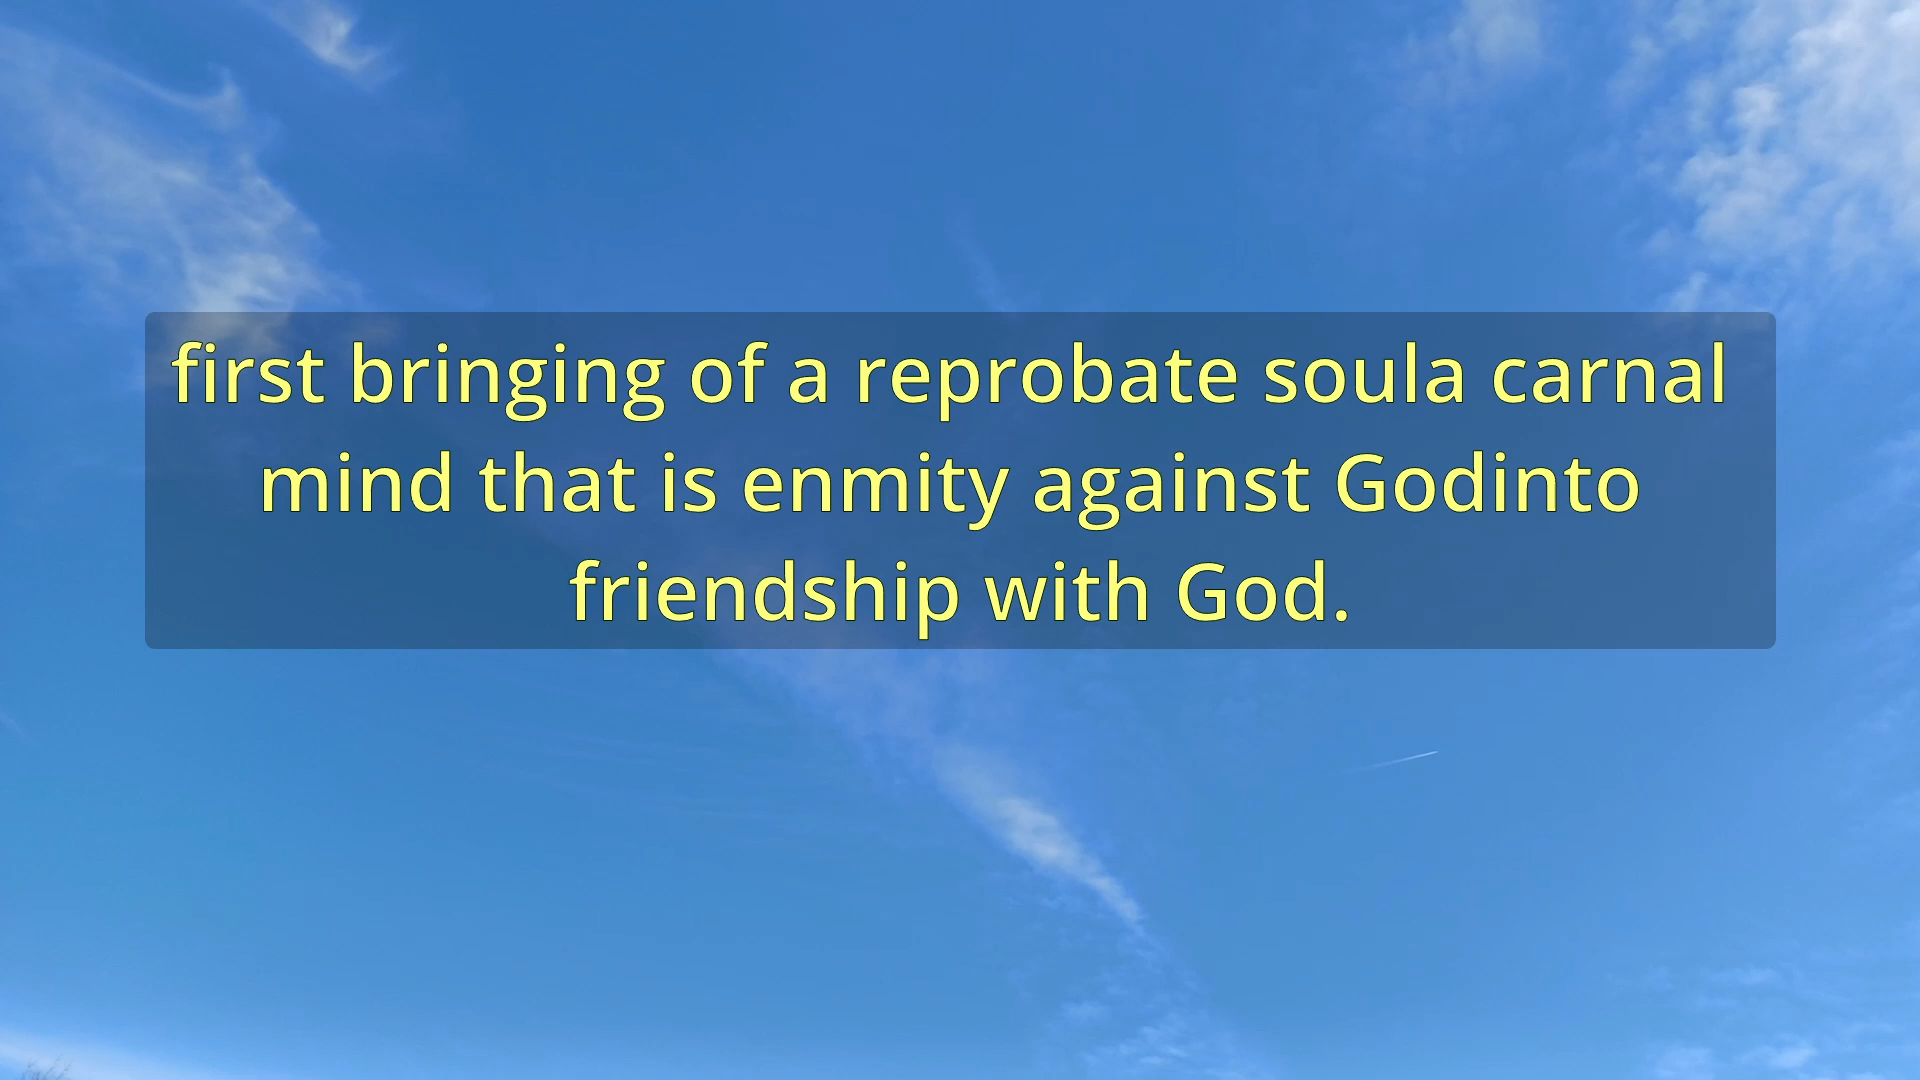 first bringing of a reprobate soula carnal
mind that is enmity against Godinto
friendship with God.